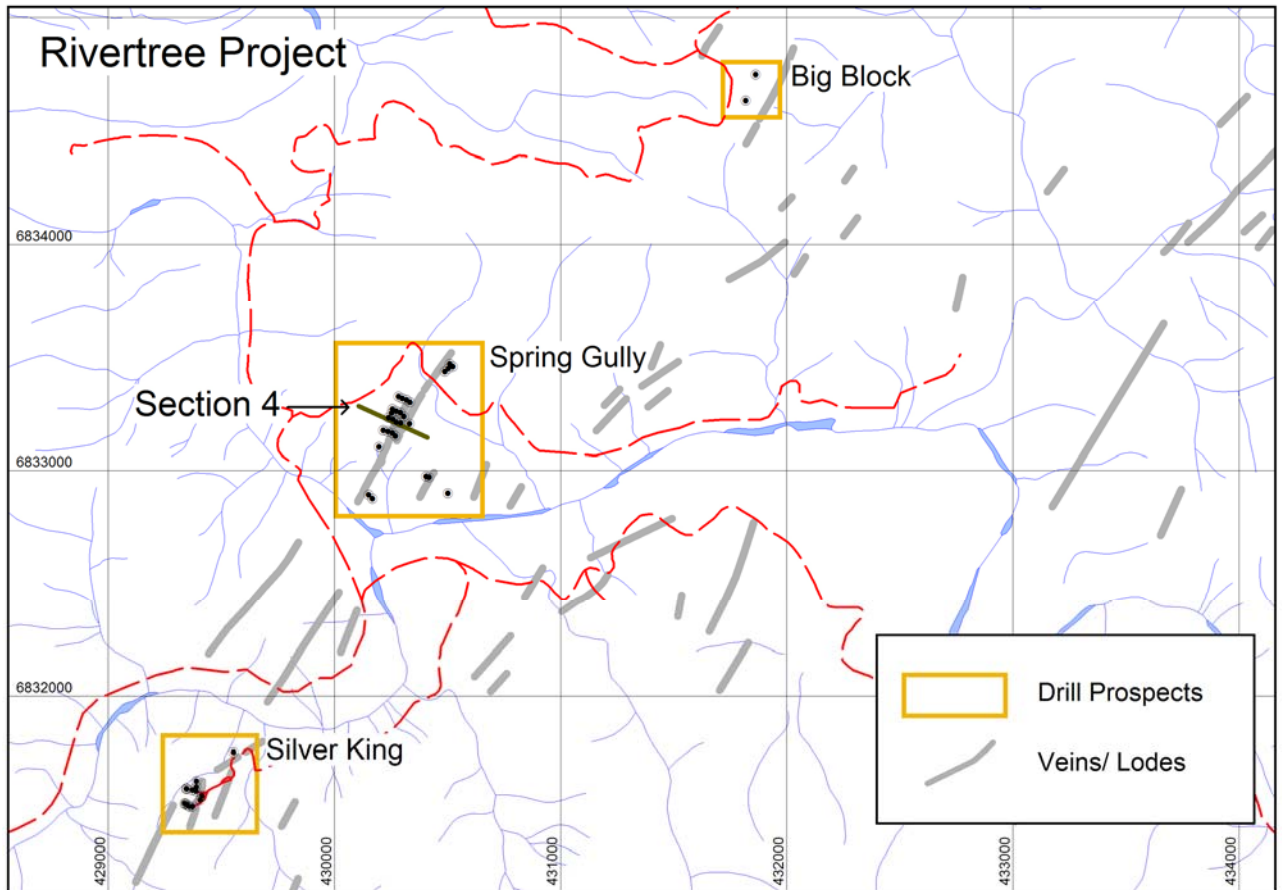 Rivertree Project
Big Block
6834000
Spring Gully
Section 4
6833000
6832000
Silver King
Drill Prospects
Veins/ Lodes
429000
430000
431000
432000
433000
434000